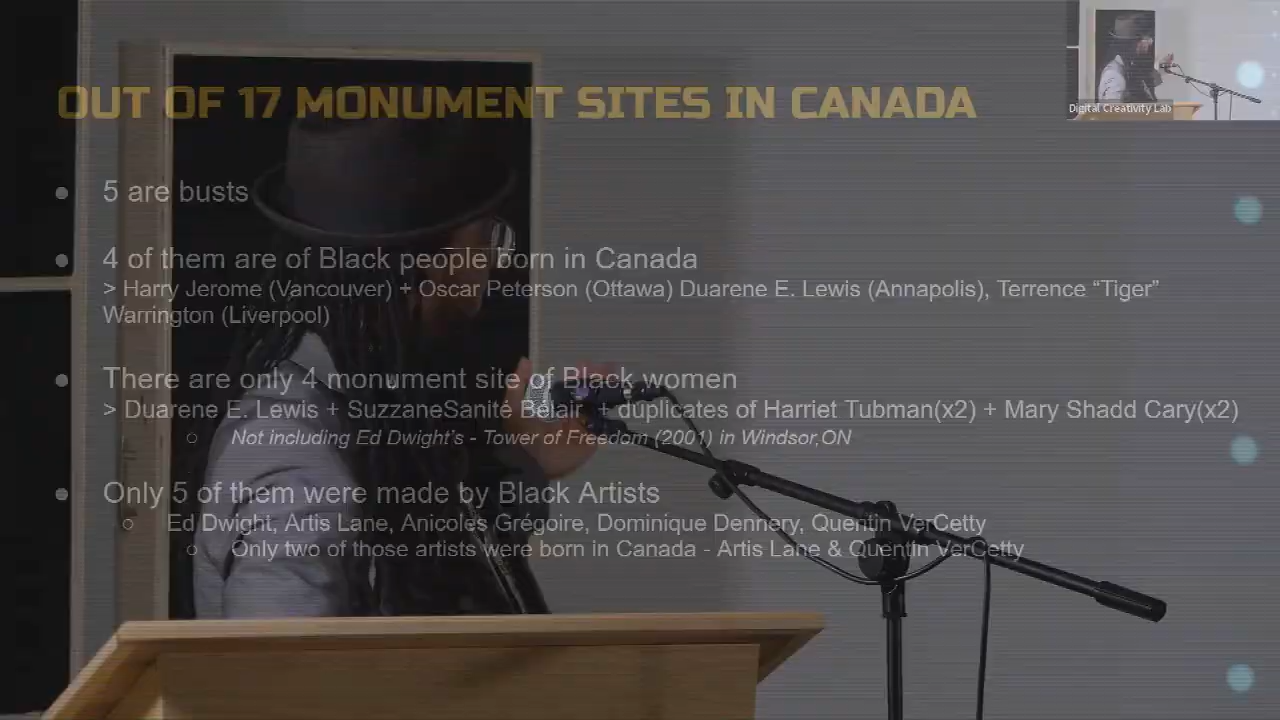 OUT OF 17 MONUMENT SITES IN CANADA
Digital Creativity Lab
● 5 are busts
● 4 of them are of Black people born in Canada
> Harry Jerome (Vancouver) + Oscar Peterson (Ottawa) Duarene E. Lewis (Annapolis), Terrence “Tiger”
Warrington (Liverpool)
● There are only 4 monument site of Black women
> Duarene E. Lewis + SuzzaneSanité Belair + duplicates of Harriet Tubman(x2) + Mary Shadd Cary(x2)
○ Not including Ed Dwight’s - Tower of Freedom (2001) in Windsor,ON
● Only 5 of them were made by Black Artists
○ Ed Dwight, Artis Lane, Anicoles Grégoire, Dominique Dennery, Quentin VerCetty
○ Only two of those artists were born in Canada - Artis Lane & Quentin VerCetty